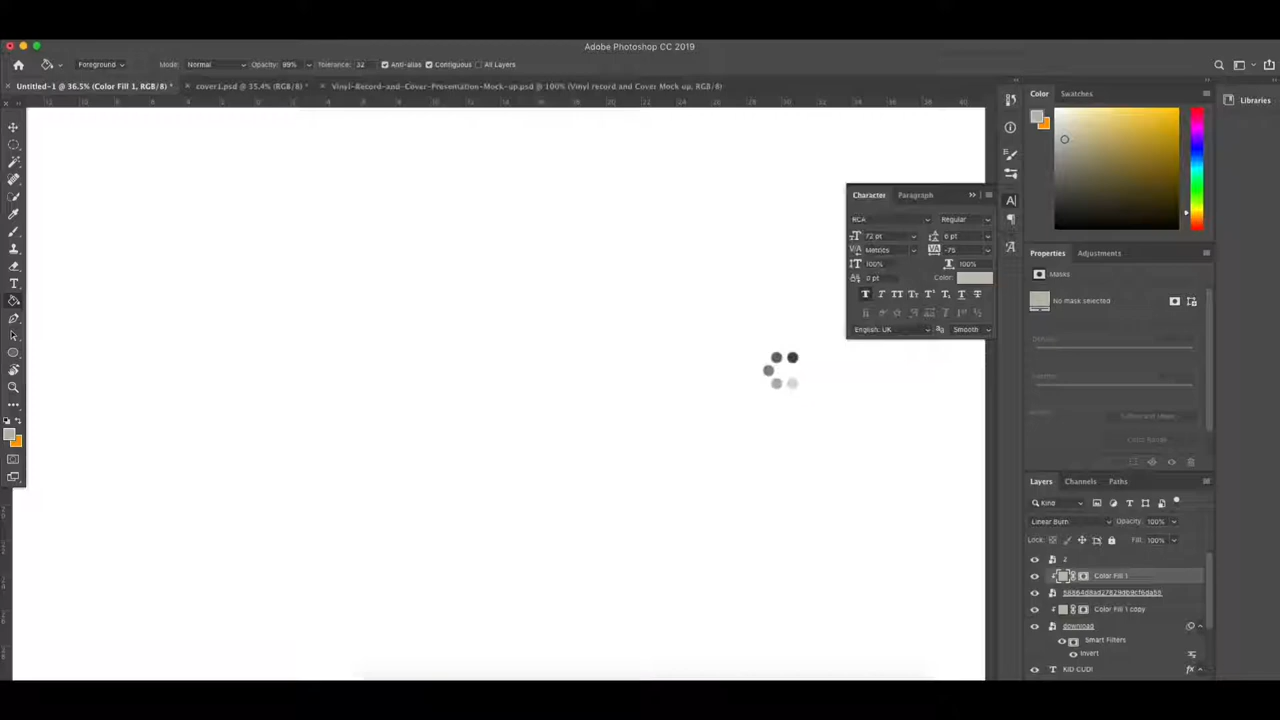 Adobe Photoshop CC 2019
Foreground Mode: Normal Opacity: 99% Tolerance: 32 Anti-alias Contiguous All Layers
Untitled-1 @ 36.5% (Color Fill 1, RGB/8) * cover1.psd @ 35.4% (RGB/8) * Vinyl-Record-and-Cover-Presentation-Mock-up.psd @ 100% (Vinyl record and Cover Mock up, RGB/8)
Color Swatches
Libraries
Character Paragraph
RCA Regular
72 pt 6 pt
Metrics -75
100% 100%
0 pt Color:
English: UK Smooth
Properties Adjustments
Masks
No mask selected
Layers Channels Paths
Kind
Linear Burn Opacity: 100%
Lock: Fill: 100%
2
Color Fill 1
Color Fill 1 copy
download
Smart Filters
Invert
KID CUDI